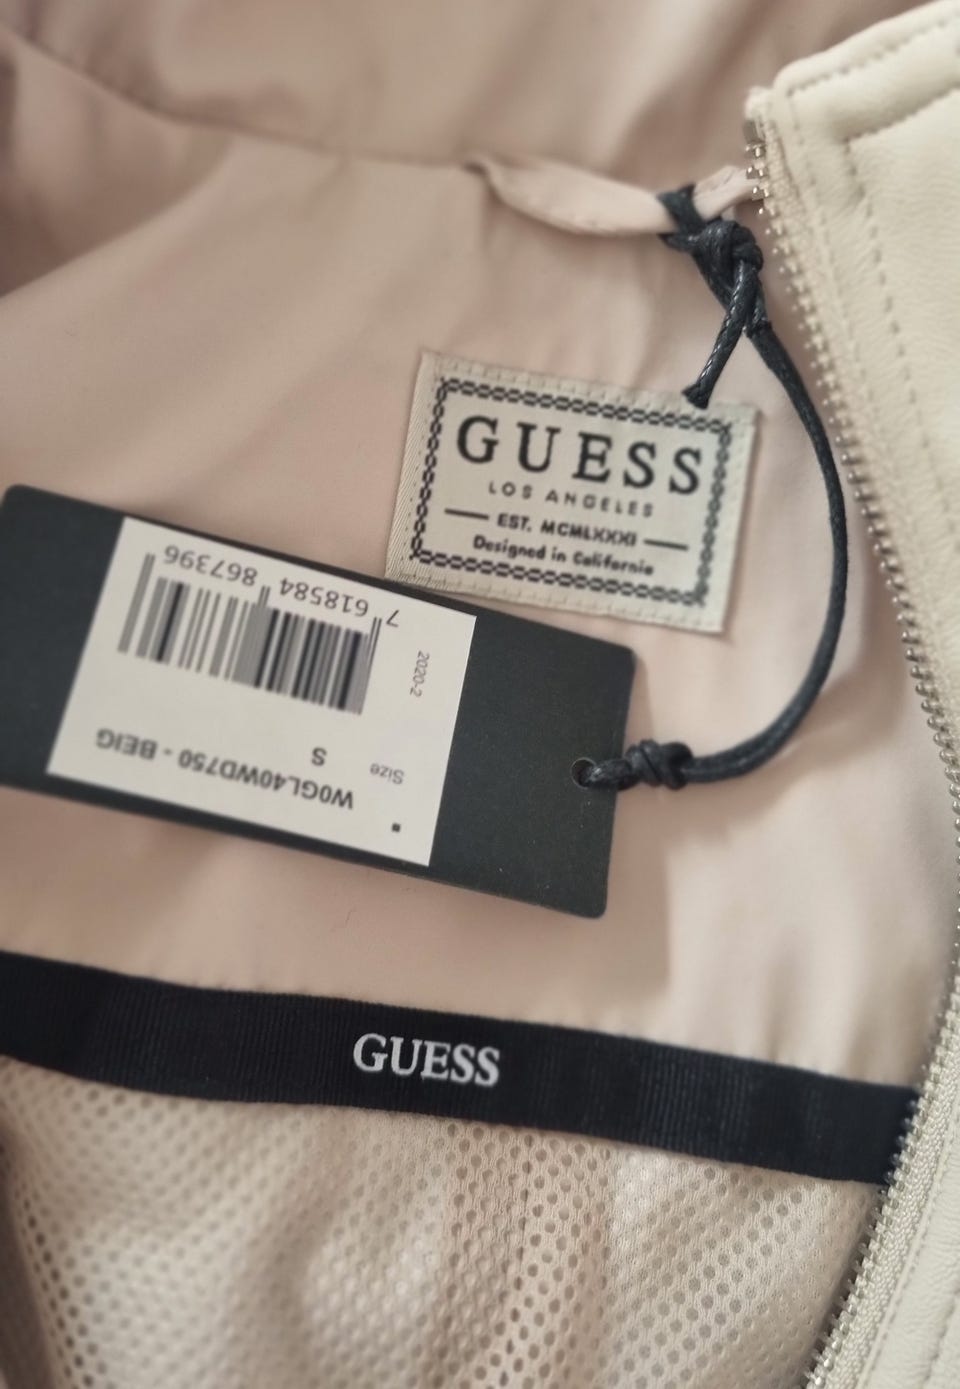 GUESS
LOS ANGELES
EST. MCMLXXXI
Designed in California
W0GL40WD750 - BEIG
Size
S
2020-2
7 618584 867396
GUESS